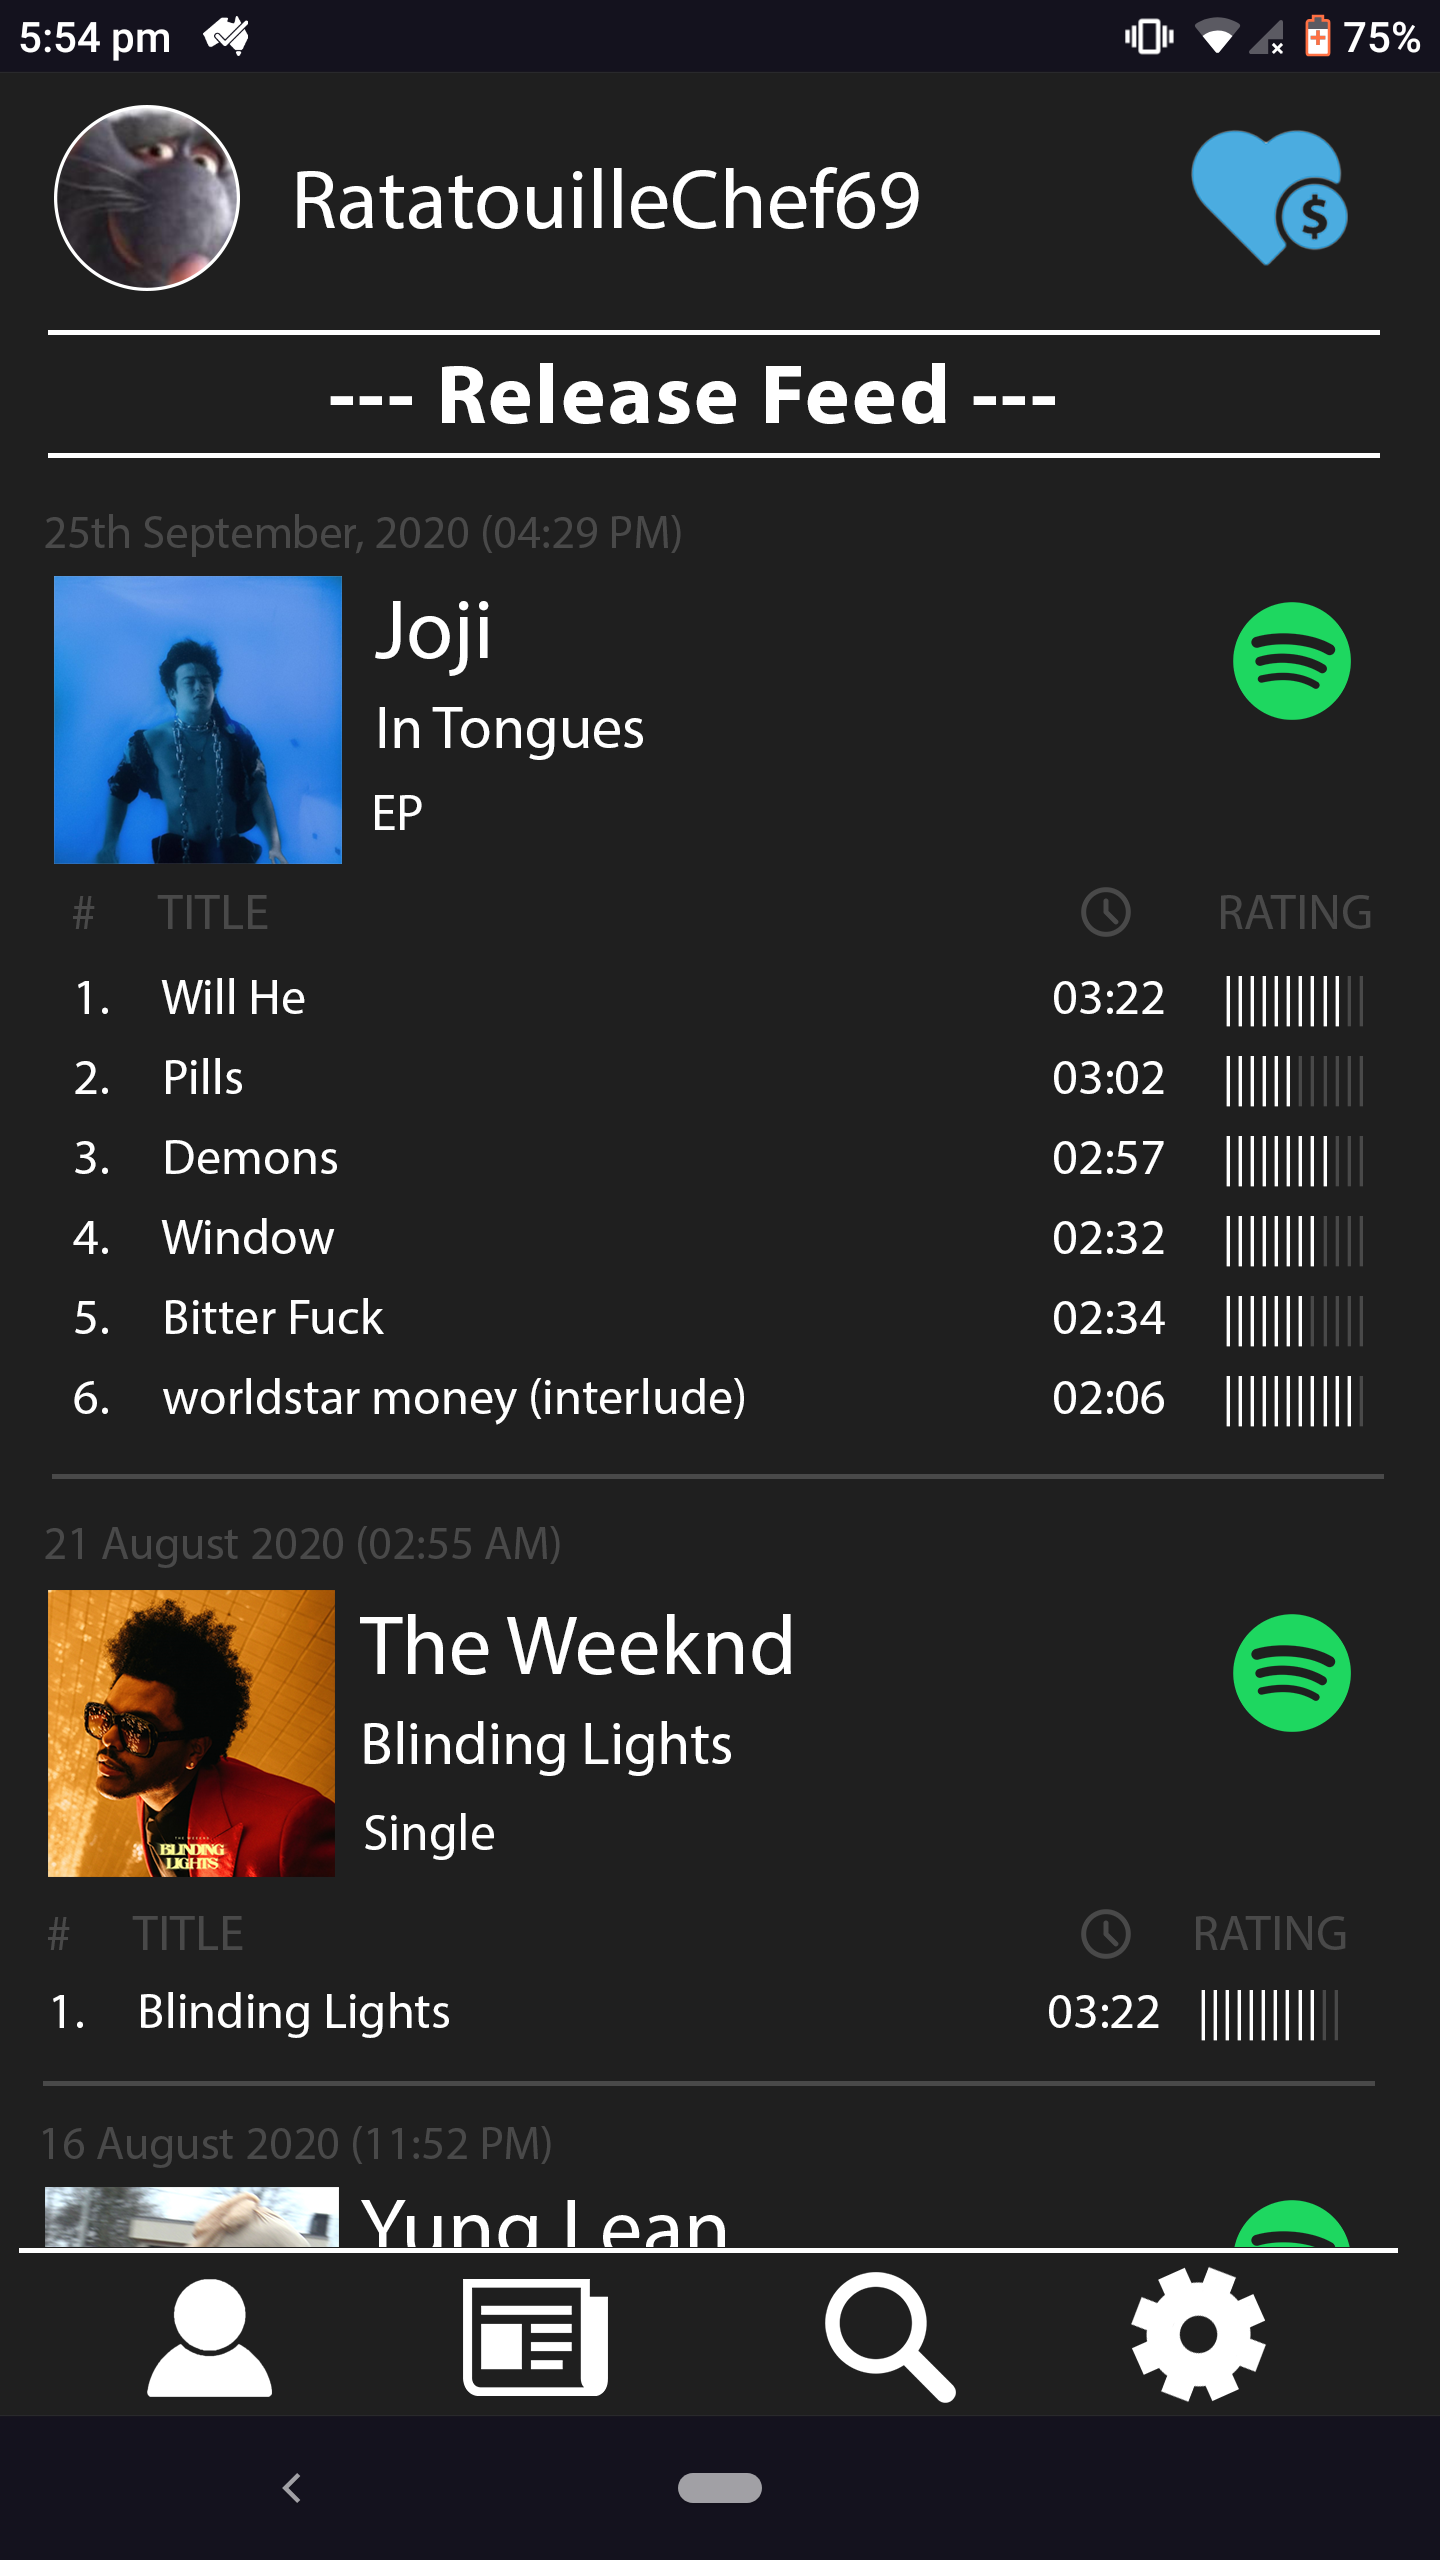 5:54 pm
75%
RatatouilleChef69
$
--- Release Feed ---
25th September, 2020 (04:29 PM)
Joji
In Tongues
EP
# TITLE RATING
1. Will He 03:22
2. Pills 03:02
3. Demons 02:57
4. Window 02:32
5. Bitter Fuck 02:34
6. worldstar money (interlude) 02:06
21 August 2020 (02:55 AM)
The Weeknd
Blinding Lights
Single
THE WEEKND
BLINDING
LIGHTS
# TITLE RATING
1. Blinding Lights 03:22
16 August 2020 (11:52 PM)
Yung Lean